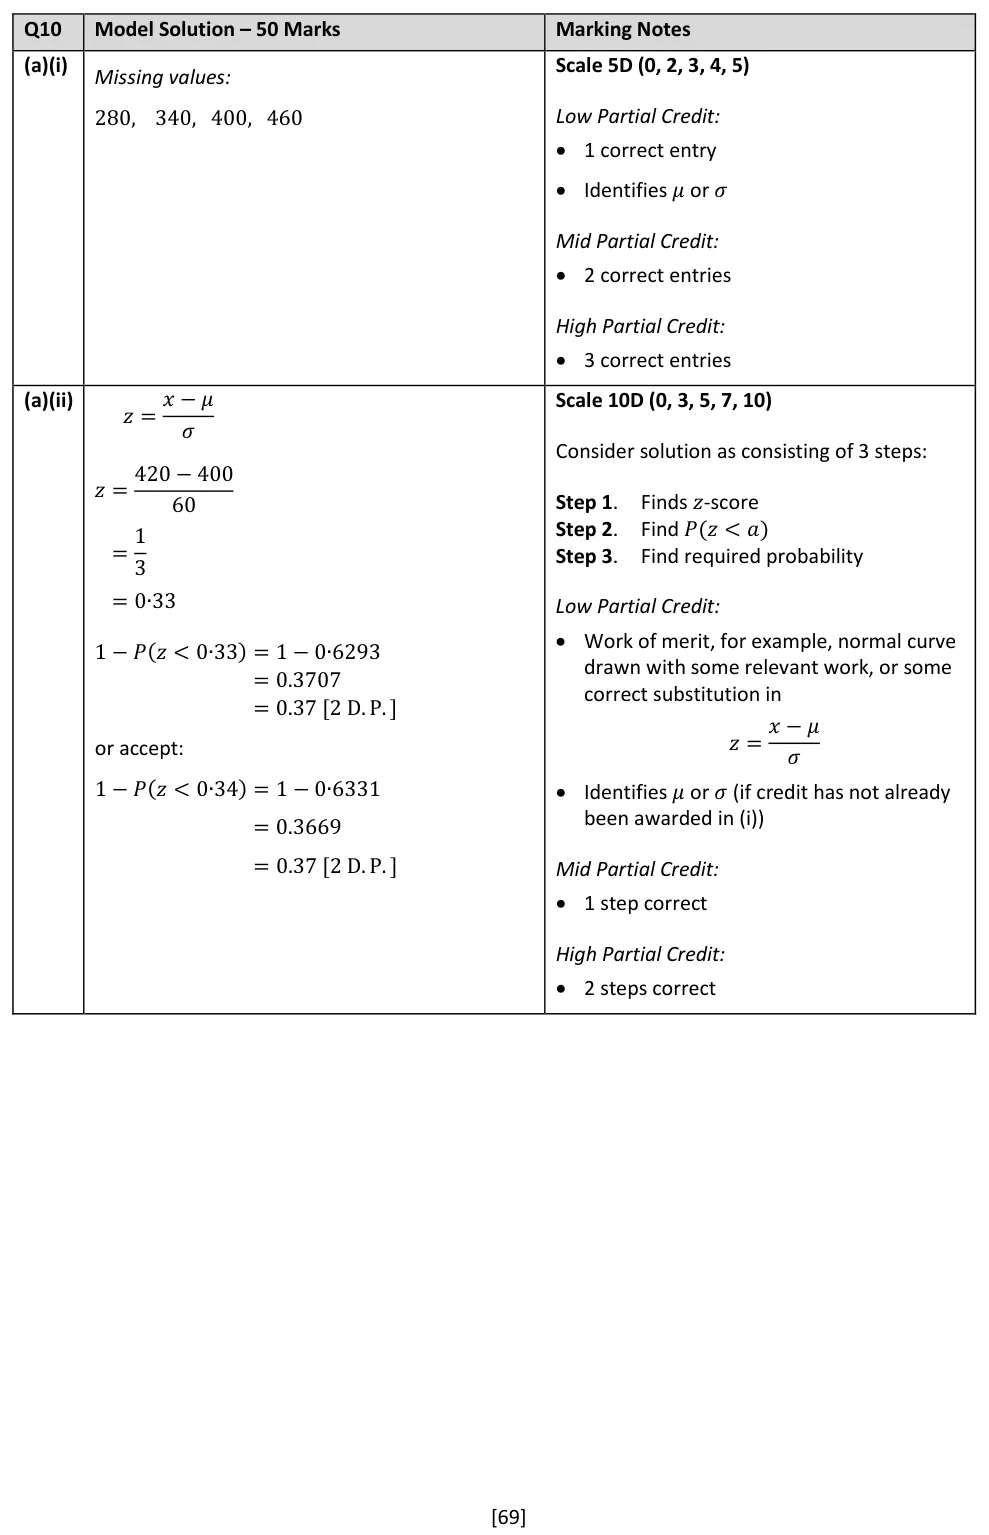 Q10 Model Solution – 50 Marks Marking Notes
(a)(i)
Missing values:
280, 340, 400, 460
Scale 5D (0, 2, 3, 4, 5)
Low Partial Credit:
• 1 correct entry
• Identifies 𝜇 or 𝜎
Mid Partial Credit:
• 2 correct entries
High Partial Credit:
• 3 correct entries
(a)(ii)
𝑧 = (𝑥 − 𝜇)/𝜎
𝑧 = (420 − 400)/60
= 1/3
= 0·33
1 − 𝑃(𝑧 < 0·33) = 1 − 0·6293
= 0.3707
= 0.37 [2 D. P. ]
or accept:
1 − 𝑃(𝑧 < 0·34) = 1 − 0·6331
= 0.3669
= 0.37 [2 D. P. ]
Scale 10D (0, 3, 5, 7, 10)
Consider solution as consisting of 3 steps:
Step 1. Finds 𝑧-score
Step 2. Find 𝑃(𝑧 < 𝑎)
Step 3. Find required probability
Low Partial Credit:
• Work of merit, for example, normal curve
drawn with some relevant work, or some
correct substitution in
𝑧 = (𝑥 − 𝜇)/𝜎
• Identifies 𝜇 or 𝜎 (if credit has not already
been awarded in (i))
Mid Partial Credit:
• 1 step correct
High Partial Credit:
• 2 steps correct
[69]